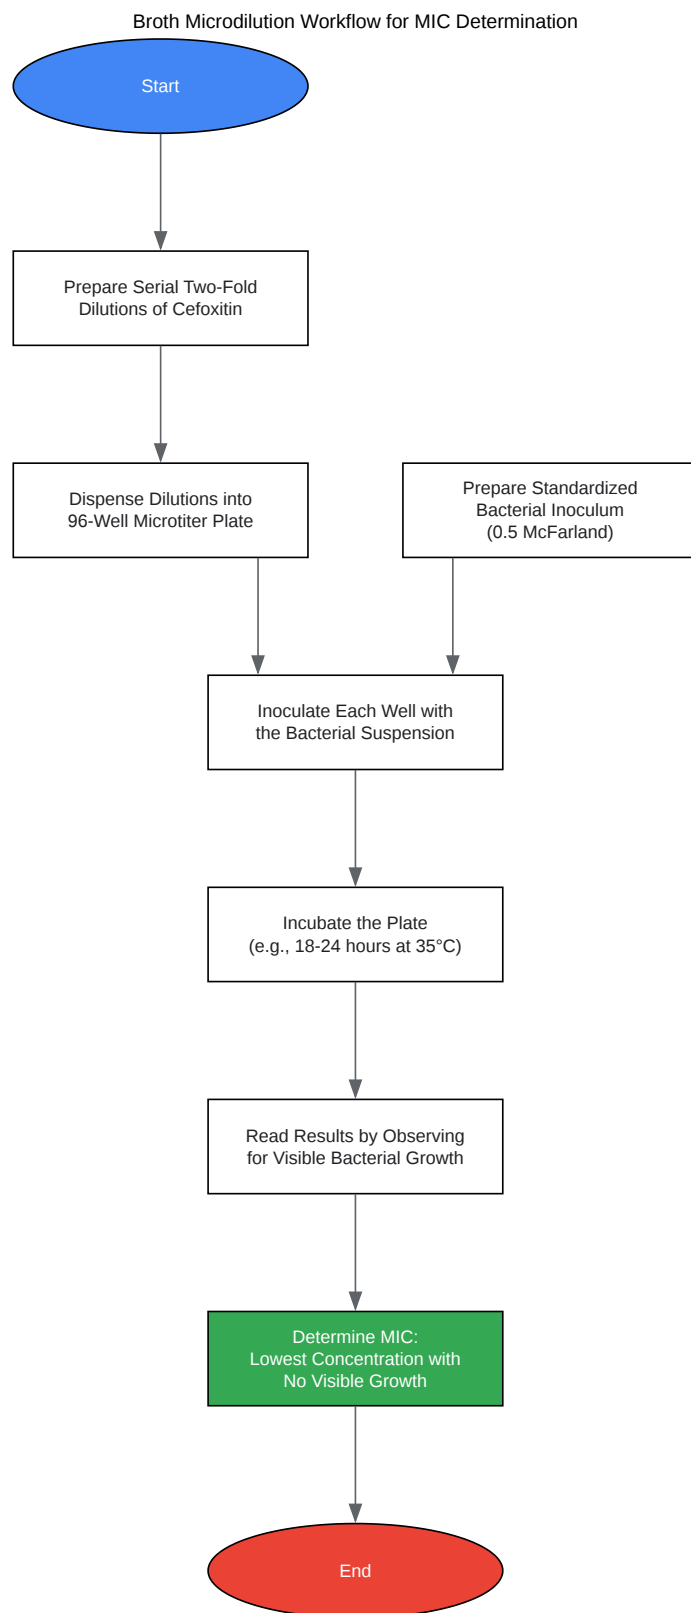 Broth Microdilution Workflow for MIC Determination
Start
Prepare Serial Two-Fold
Dilutions of Cefoxitin
Dispense Dilutions into
96-Well Microtiter Plate
Prepare Standardized
Bacterial Inoculum
(0.5 McFarland)
Inoculate Each Well with
the Bacterial Suspension
Incubate the Plate
(e.g., 18-24 hours at 35°C)
Read Results by Observing
for Visible Bacterial Growth
Determine MIC:
Lowest Concentration with
No Visible Growth
End